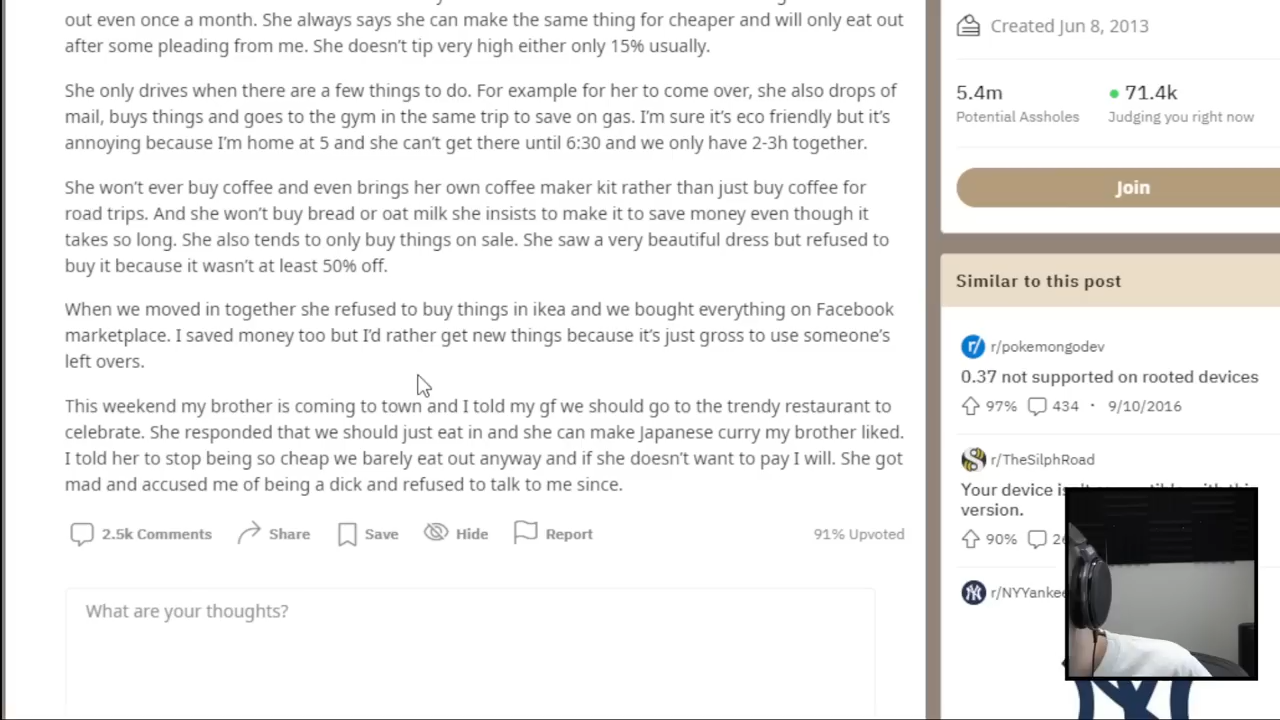 out even once a month. She always says she can make the same thing for cheaper and will only eat out
after some pleading from me. She doesn't tip very high either only 15% usually.
She only drives when there are a few things to do. For example for her to come over, she also drops of
mail, buys things and goes to the gym in the same trip to save on gas. I'm sure it's eco friendly but it's
annoying because I'm home at 5 and she can't get there until 6:30 and we only have 2-3h together.
She won't ever buy coffee and even brings her own coffee maker kit rather than just buy coffee for
road trips. And she won't buy bread or oat milk she insists to make it to save money even though it
takes so long. She also tends to only buy things on sale. She saw a very beautiful dress but refused to
buy it because it wasn't at least 50% off.
When we moved in together she refused to buy things in ikea and we bought everything on Facebook
marketplace. I saved money too but I'd rather get new things because it's just gross to use someone's
left overs.
This weekend my brother is coming to town and I told my gf we should go to the trendy restaurant to
celebrate. She responded that we should just eat in and she can make Japanese curry my brother liked.
I told her to stop being so cheap we barely eat out anyway and if she doesn't want to pay I will. She got
mad and accused me of being a dick and refused to talk to me since.
2.5k Comments Share Save Hide Report 91% Upvoted
What are your thoughts?
Created Jun 8, 2013
5.4m 71.4k
Potential Assholes Judging you right now
Join
Similar to this post
r/ r/pokemongodev
0.37 not supported on rooted devices
97% 434 · 9/10/2016
r/TheSilphRoad
Your device
version.
90%
r/NYYankee